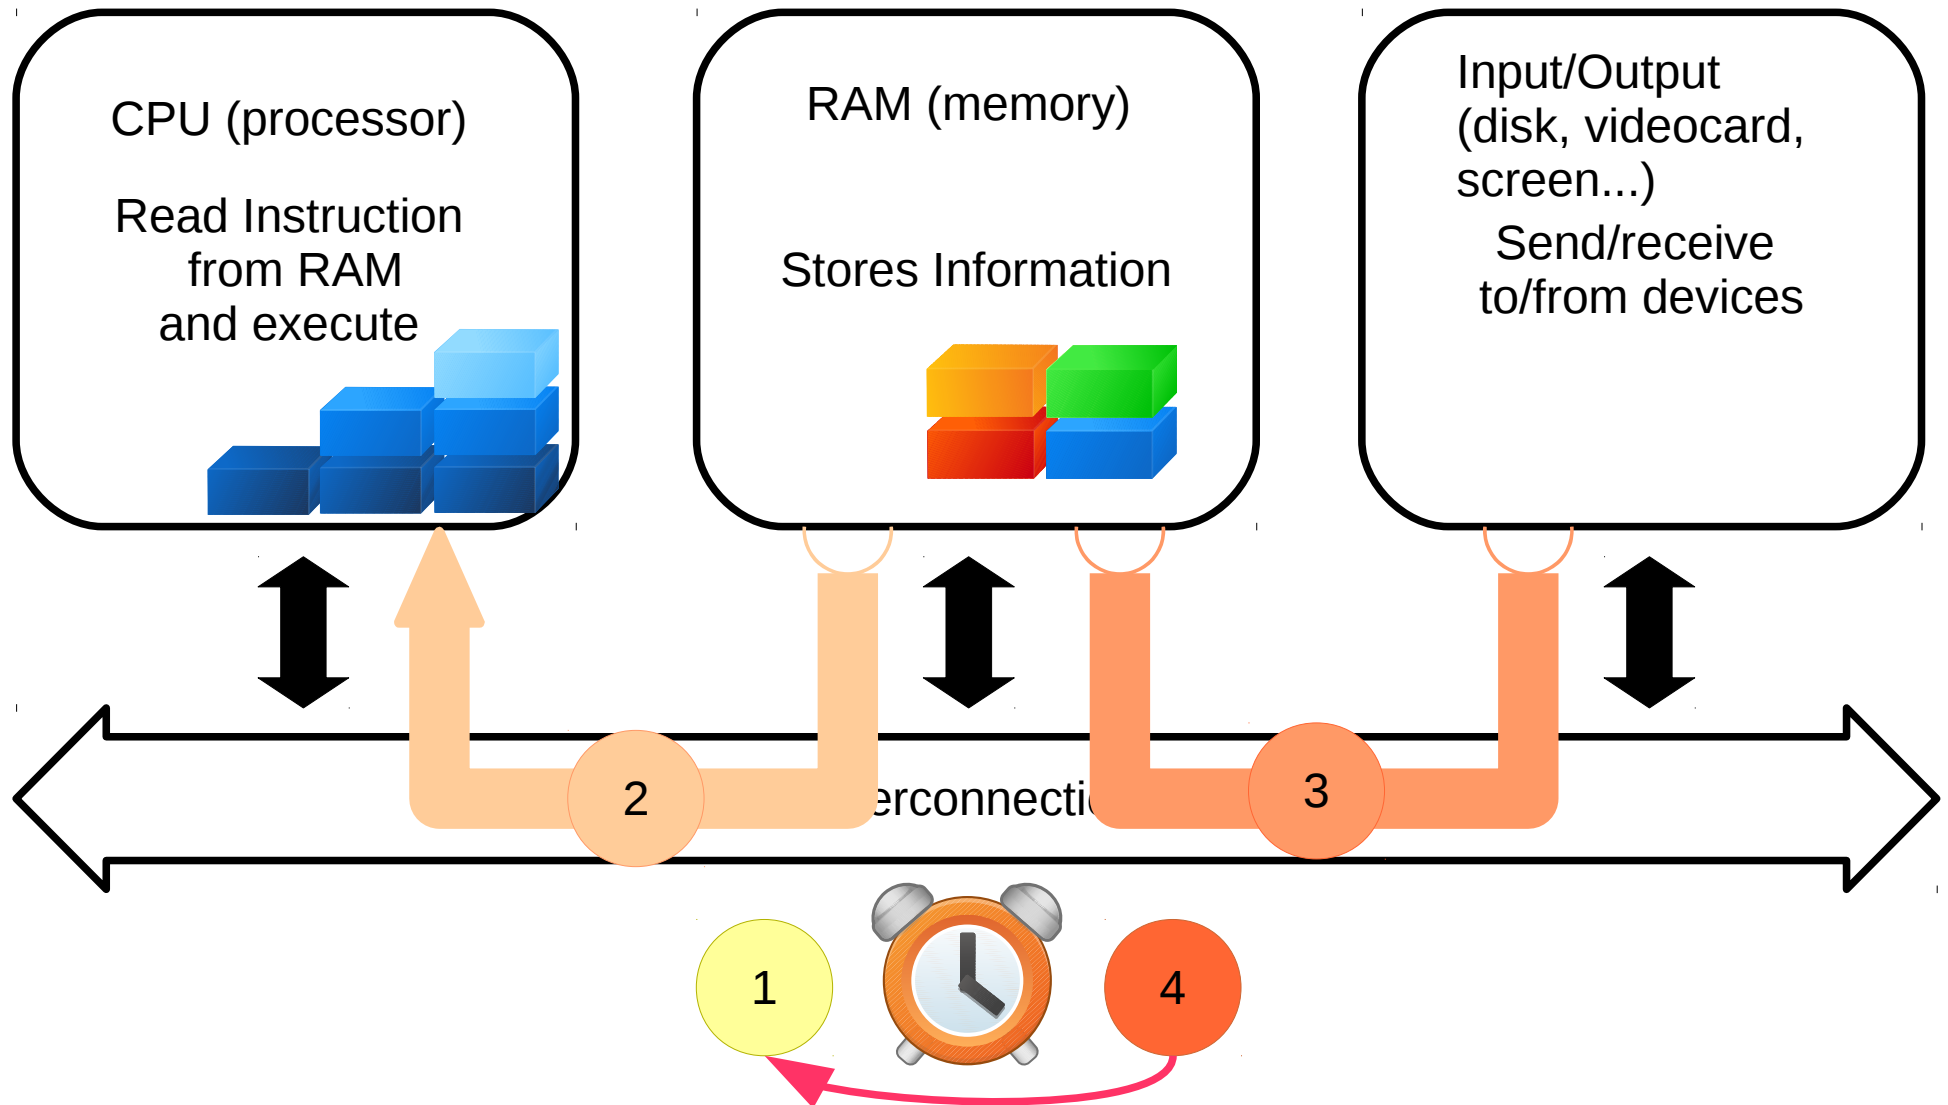 CPU (processor)
Read Instruction
from RAM
and execute
RAM (memory)
Stores Information
Input/Output
(disk, videocard,
screen...)
Send/receive
to/from devices
2
erconnecti
3
1
4